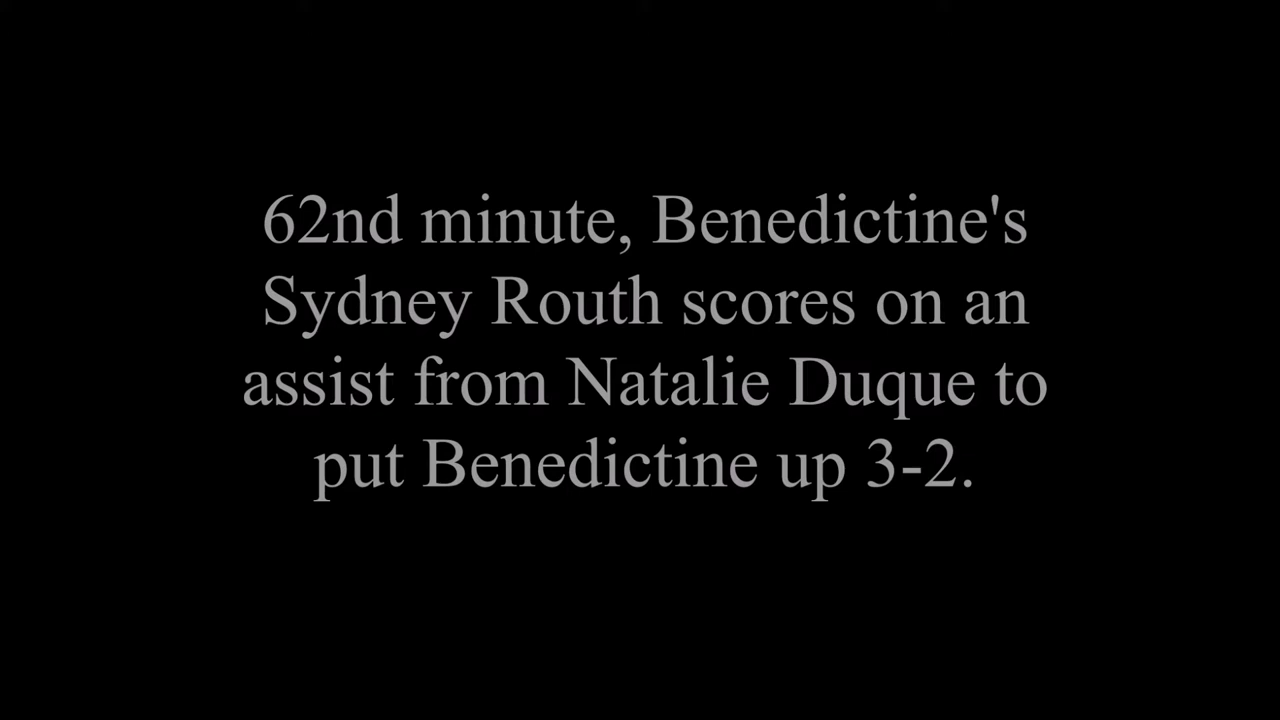 62nd minute, Benedictine's
Sydney Routh scores on an
assist from Natalie Duque to
put Benedictine up 3-2.